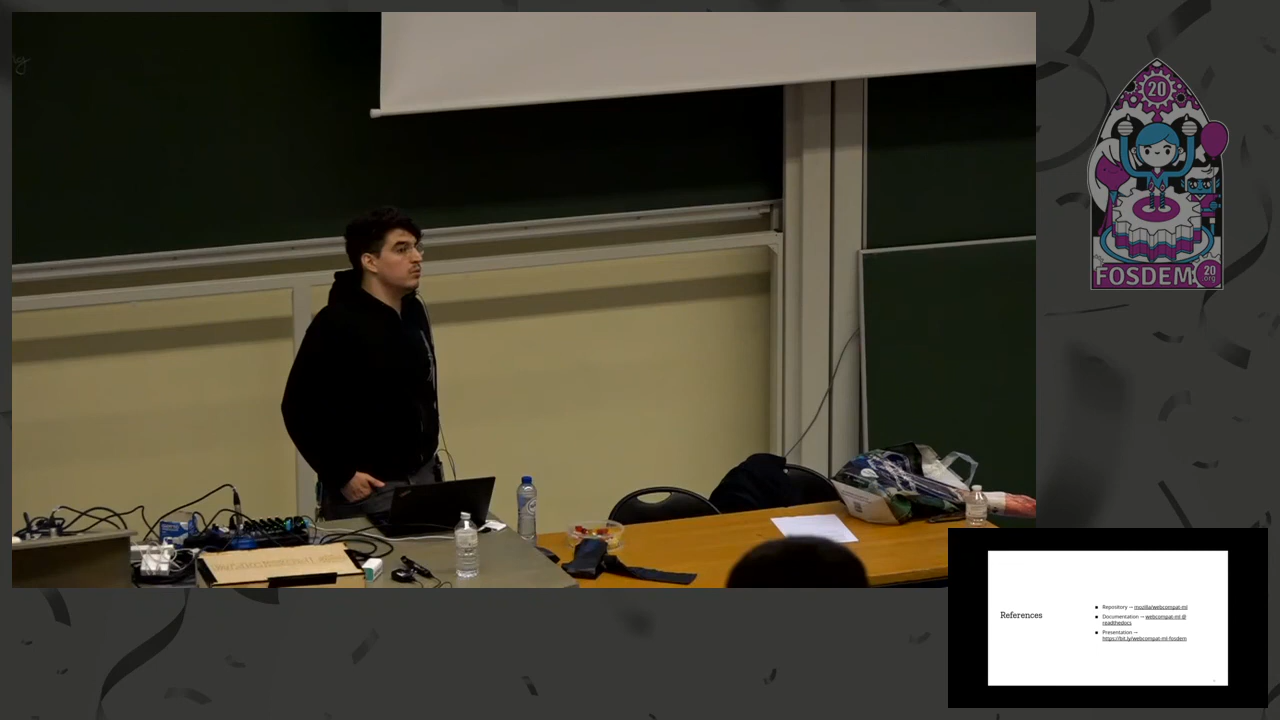 20
FOSDEM 20
.org
References
▪ Repository → mozilla/webcompat-ml
▪ Documentation → webcompat-ml @
readthedocs
▪ Presentation →
https://bit.ly/webcompat-ml-fosdem